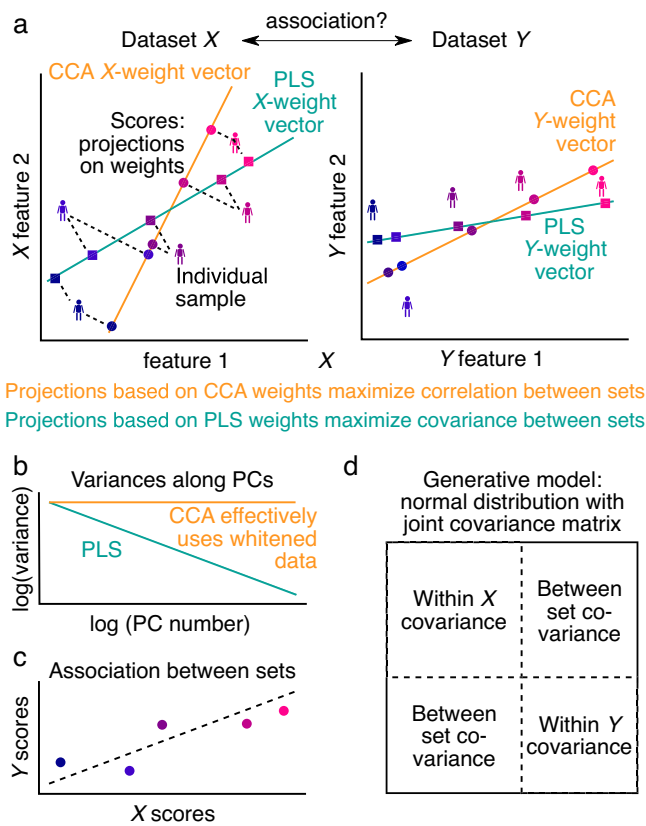 a
association?
Dataset X
Dataset Y
CCA X-weight vector
PLS
X-weight
vector
Scores:
projections
on weights
Individual
sample
X feature 2
feature 1
X
CCA
Y-weight
vector
PLS
Y-weight
vector
Y feature 2
Y feature 1
Projections based on CCA weights maximize correlation between sets
Projections based on PLS weights maximize covariance between sets
b
Variances along PCs
CCA effectively
uses whitened
data
PLS
log(variance)
log (PC number)
c
Association between sets
Y scores
X scores
d
Generative model:
normal distribution with
joint covariance matrix
Within X
covariance
Between
set co-
variance
Between
set co-
variance
Within Y
covariance